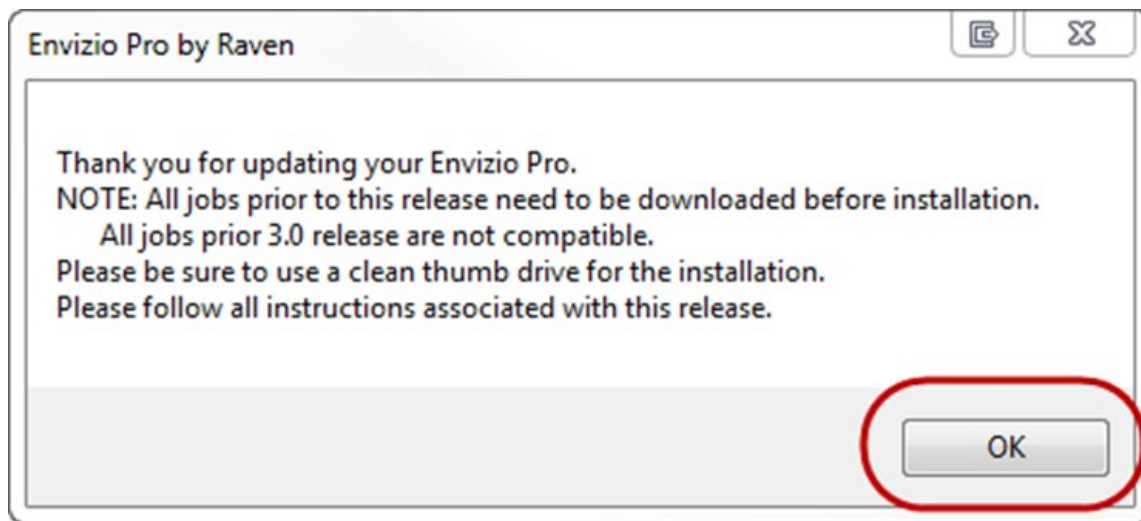 Envizio Pro by Raven
Thank you for updating your Envizio Pro.
NOTE: All jobs prior to this release need to be downloaded before installation.
All jobs prior 3.0 release are not compatible.
Please be sure to use a clean thumb drive for the installation.
Please follow all instructions associated with this release.
OK